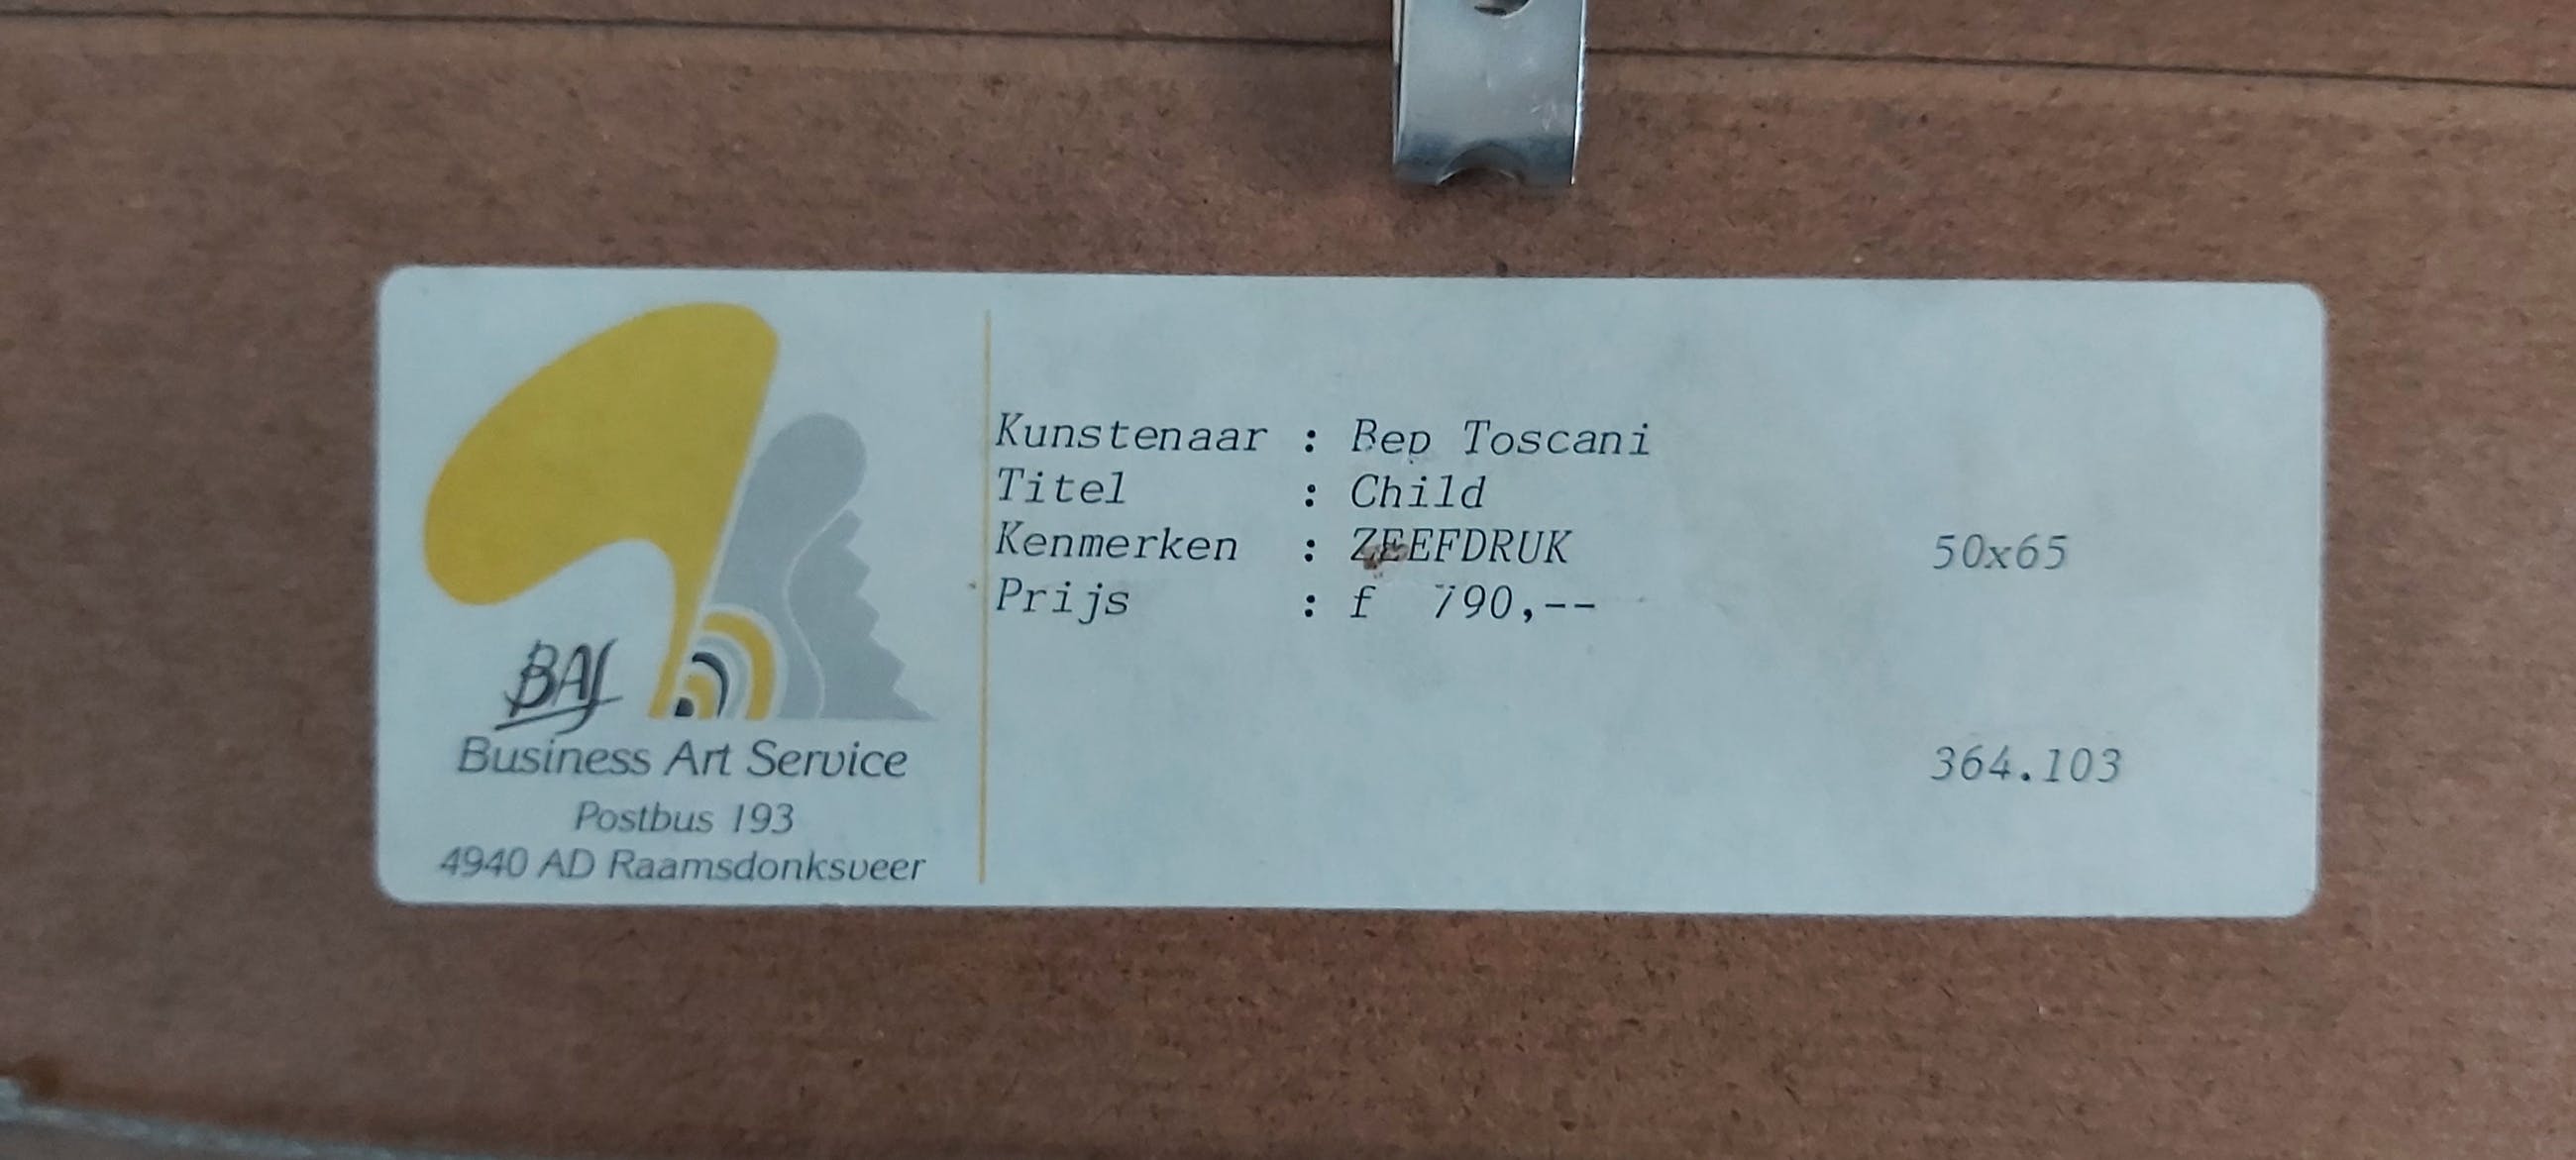 Kunstenaar : Bep Toscani
Titel : Child
Kenmerken : ZEEFDRUK 50x65
Prijs : f 790,--
364.103
BAS
Business Art Service
Postbus 193
4940 AD Raamsdonksveer